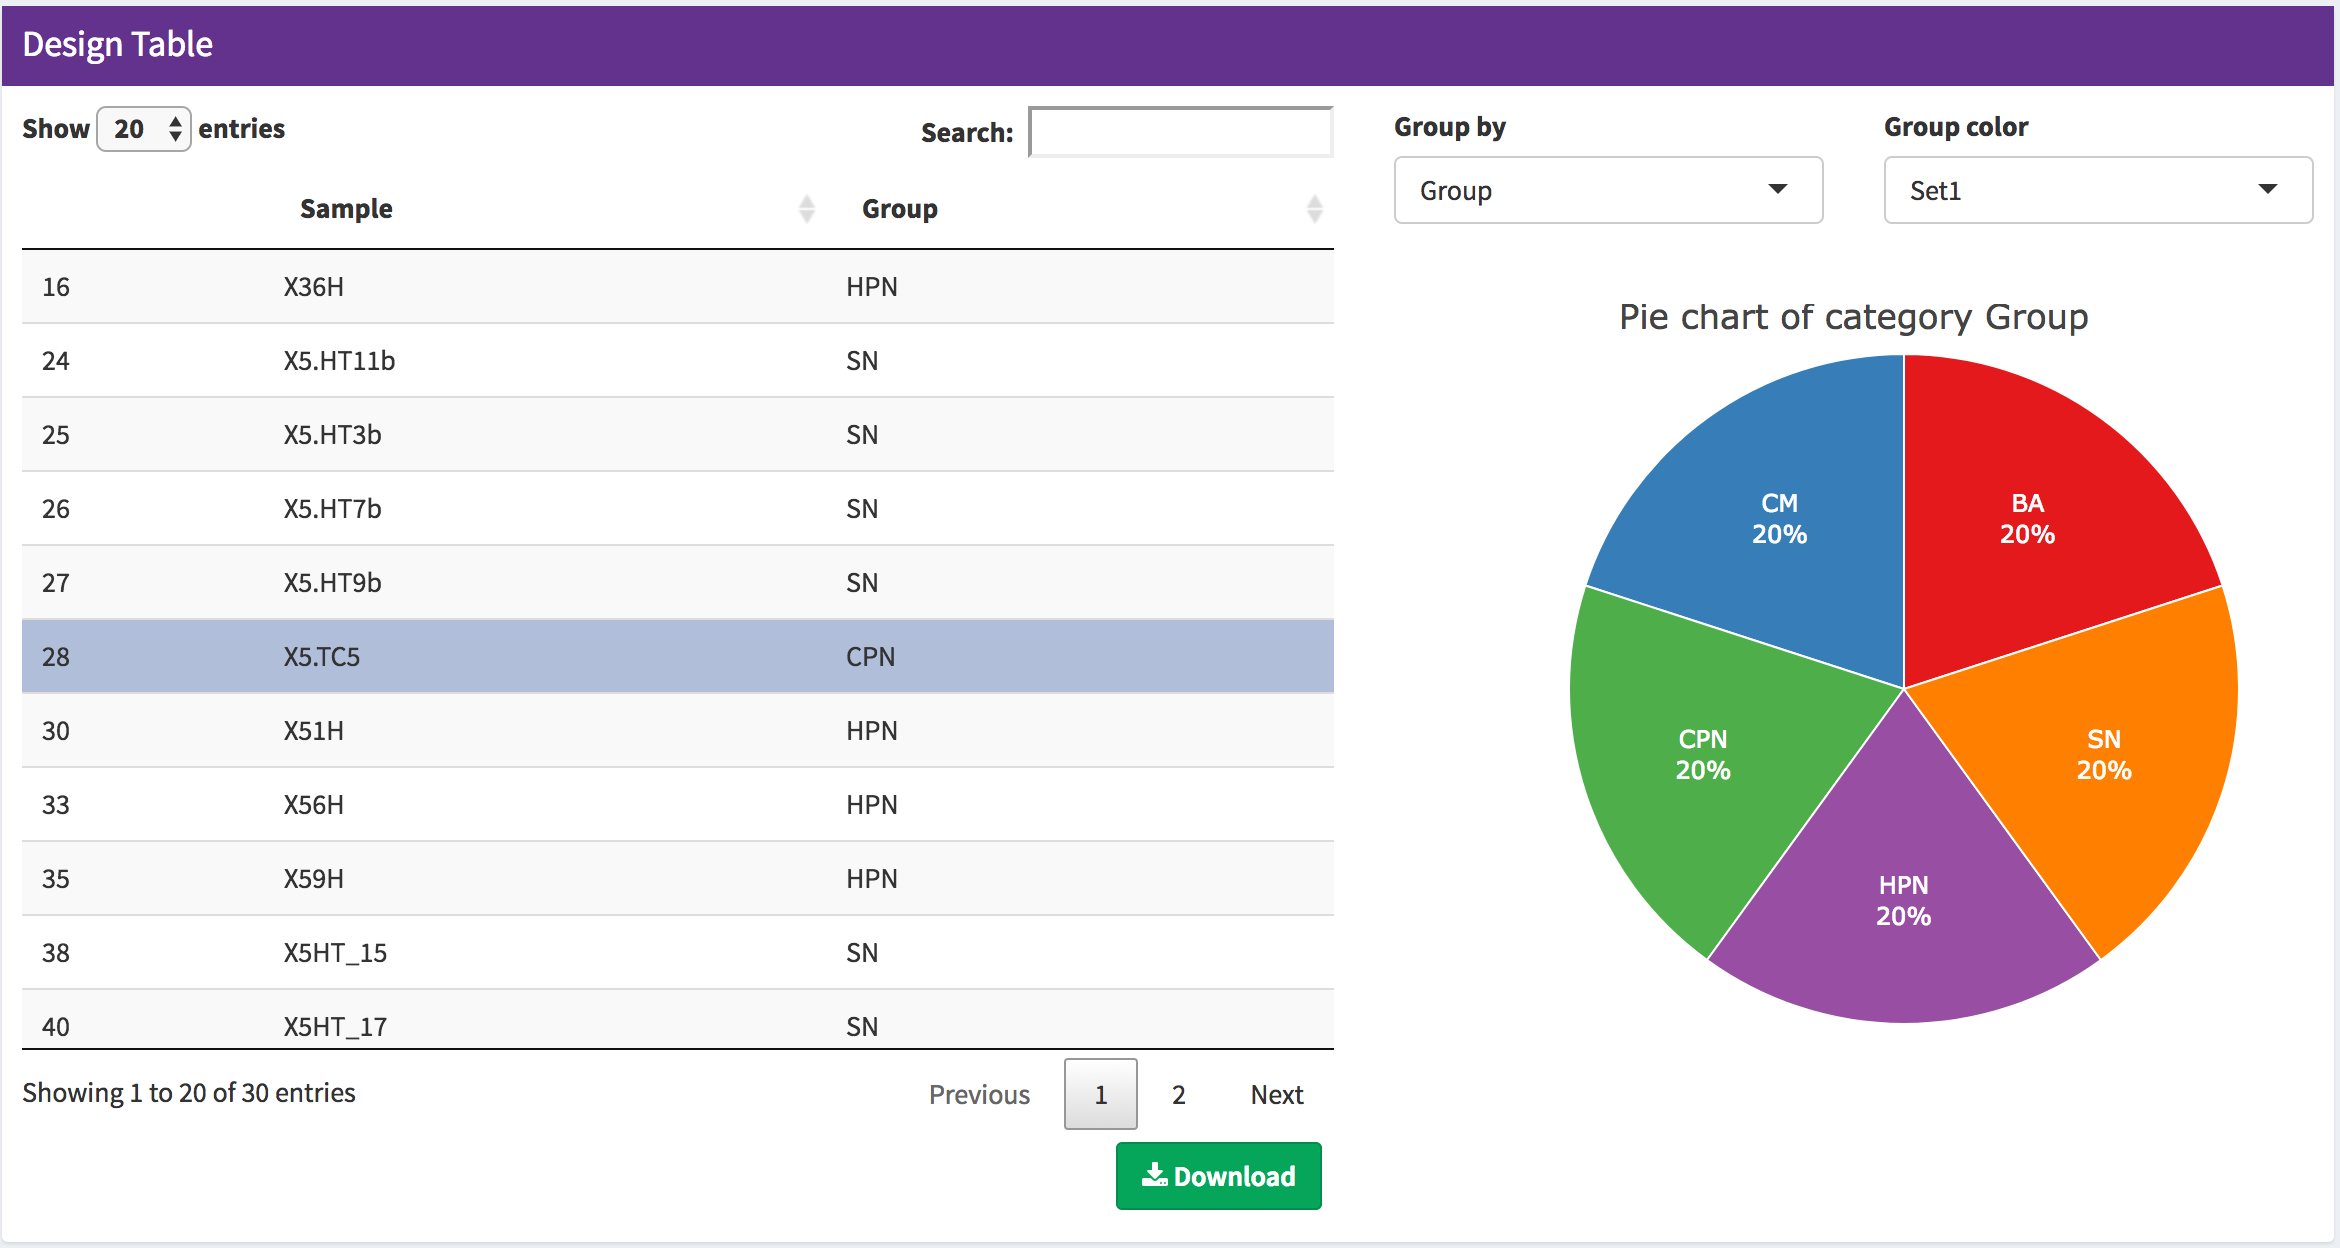 Design Table
Show 20 entries
Search:
Sample Group
16 X36H HPN
24 X5.HT11b SN
25 X5.HT3b SN
26 X5.HT7b SN
27 X5.HT9b SN
28 X5.TC5 CPN
30 X51H HPN
33 X56H HPN
35 X59H HPN
38 X5HT_15 SN
40 X5HT_17 SN
Showing 1 to 20 of 30 entries
Previous 1 2 Next
Download
Group by
Group
Group color
Set1
Pie chart of category Group
CM
20%
BA
20%
CPN
20%
SN
20%
HPN
20%